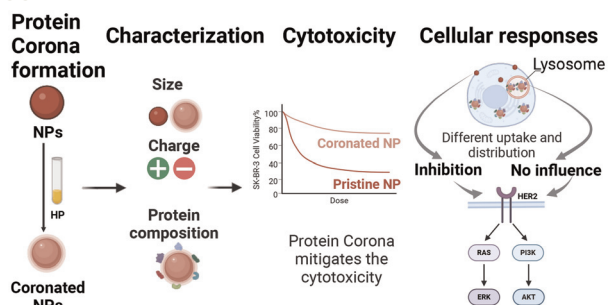 Protein
Corona
formation
NPs
HP
Coronated
NPs
Characterization
Size
Charge
Protein
composition
Cytotoxicity
SK-BR-3 Cell Viability%
100
80
60
40
20
0
Coronated NP
Pristine NP
Dose
Protein Corona
mitigates the
cytotoxicity
Cellular responses
Lysosome
Different uptake and
distribution
Inhibition
No influence
HER2
RAS
PI3K
ERK
AKT